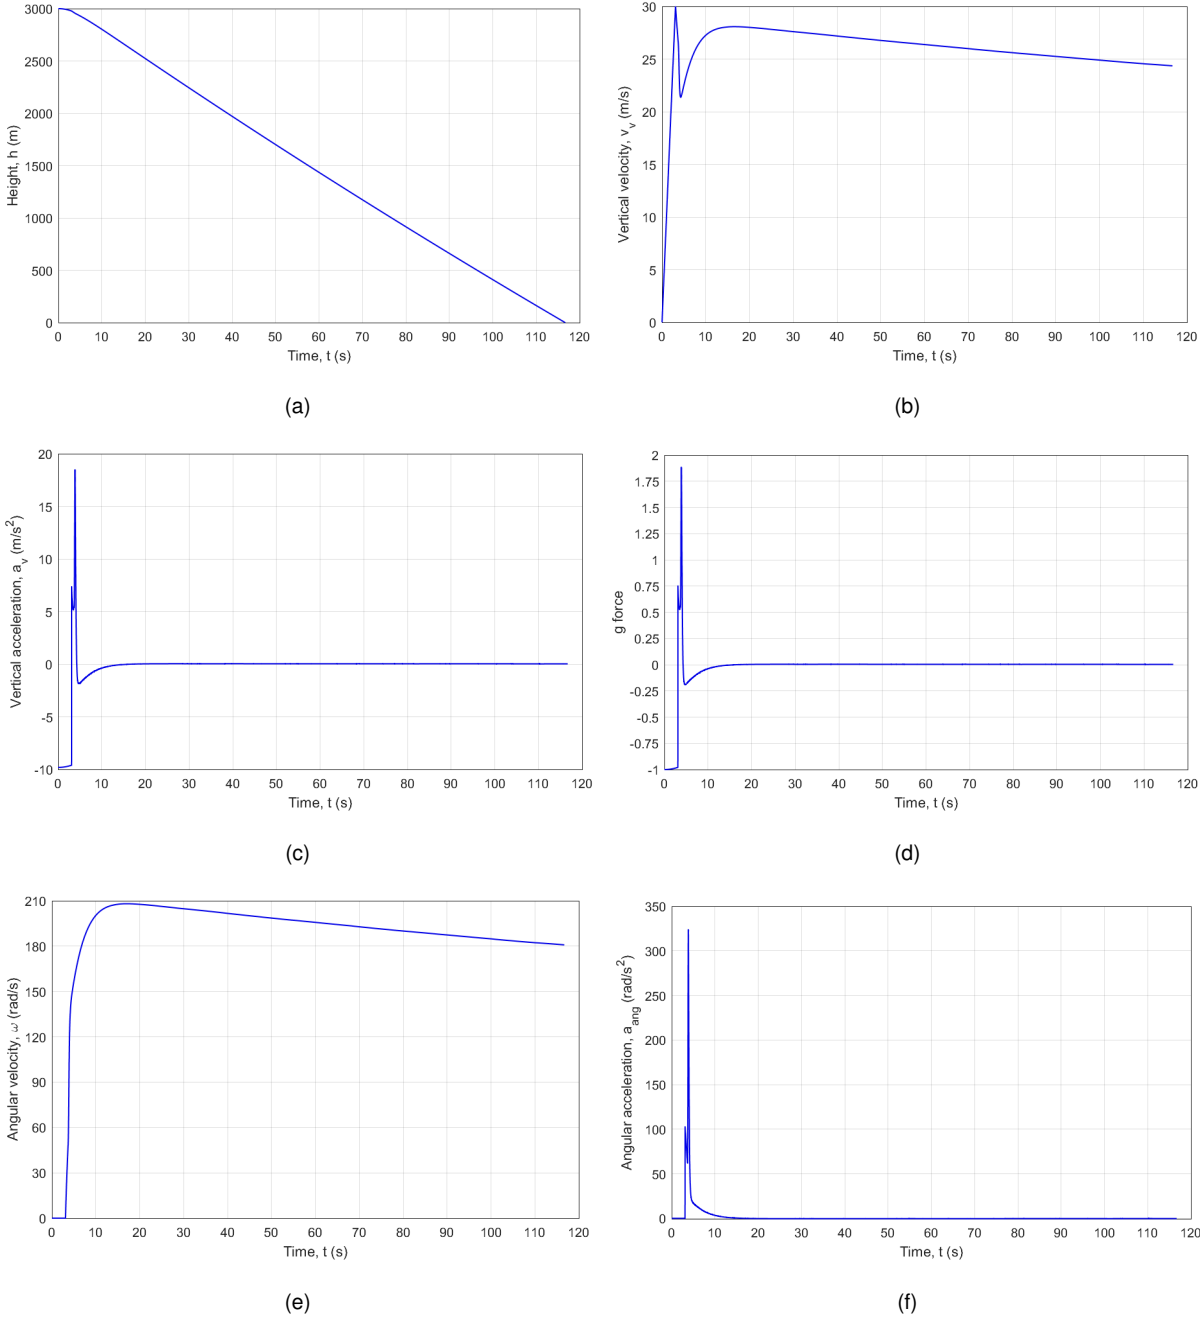 3000
2500
2000
1500
1000
500
0
0 10 20 30 40 50 60 70 80 90 100 110 120
Height, h (m)
Time, t (s)
(a)
30
25
20
15
10
5
0
0 10 20 30 40 50 60 70 80 90 100 110 120
Vertical velocity, v_v (m/s)
Time, t (s)
(b)
20
15
10
5
0
-5
-10
0 10 20 30 40 50 60 70 80 90 100 110 120
Vertical acceleration, a_v (m/s²)
Time, t (s)
(c)
2
1.75
1.5
1.25
1
0.75
0.5
0.25
0
-0.25
-0.5
-0.75
-1
0 10 20 30 40 50 60 70 80 90 100 110 120
g force
Time, t (s)
(d)
210
180
150
120
90
60
30
0
0 10 20 30 40 50 60 70 80 90 100 110 120
Angular velocity, ω (rad/s)
Time, t (s)
(e)
350
300
250
200
150
100
50
0
0 10 20 30 40 50 60 70 80 90 100 110 120
Angular acceleration, a_ang (rad/s²)
Time, t (s)
(f)